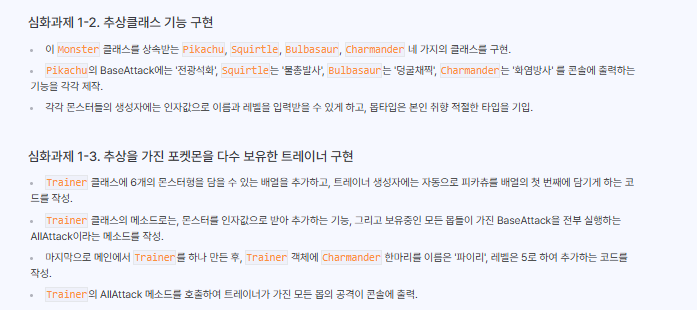 심화과제 1-2. 추상클래스 기능 구현
• 이 Monster 클래스를 상속받는 Pikachu, Squirtle, Bulbasaur, Charmander 네 가지의 클래스를 구현.
• Pikachu의 BaseAttack에는 '전광석화', Squirtle는 '물총발사', Bulbasaur는 '덩굴채찍', Charmander는 '화염방사' 를 콘솔에 출력하는
기능을 각각 제작.
• 각각 몬스터들의 생성자에는 인자값으로 이름과 레벨을 입력받을 수 있게 하고, 몹타입은 본인 취향 적절한 타입을 기입.
심화과제 1-3. 추상을 가진 포켓몬을 다수 보유한 트레이너 구현
• Trainer 클래스에 6개의 몬스터형을 담을 수 있는 배열을 추가하고, 트레이너 생성자에는 자동으로 피카츄를 배열의 첫 번째에 담기게 하는 코
드를 작성.
• Trainer 클래스의 메소드로는, 몬스터를 인자값으로 받아 추가하는 기능, 그리고 보유중인 모든 몹들이 가진 BaseAttack을 전부 실행하는
AllAttack이라는 메소드를 작성.
• 마지막으로 메인에서 Trainer를 하나 만든 후, Trainer 객체에 Charmander 한마리를 이름은 '파이리', 레벨은 5로 하여 추가하는 코드를
작성.
• Trainer의 AllAttack 메소드를 호출하여 트레이너가 가진 모든 몹의 공격이 콘솔에 출력.